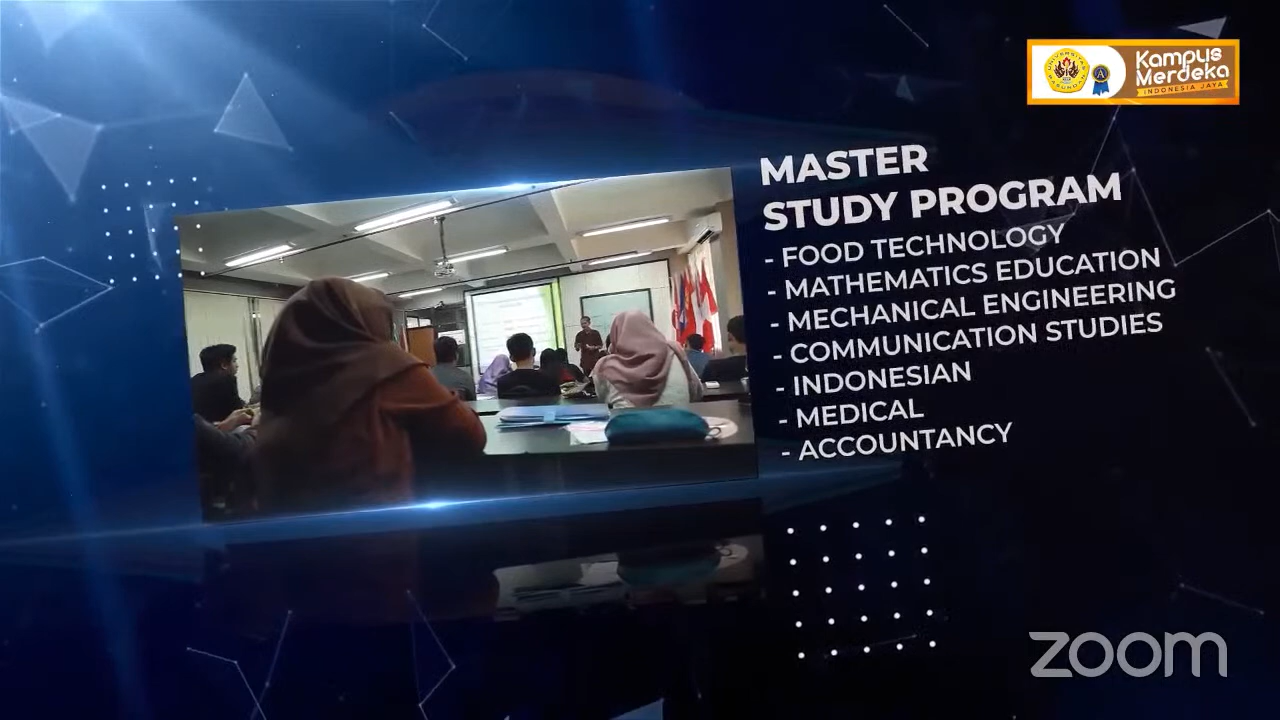 Kampus
Merdeka
INDONESIA JAYA
MASTER
STUDY PROGRAM
- FOOD TECHNOLOGY
- MATHEMATICS EDUCATION
- MECHANICAL ENGINEERING
- COMMUNICATION STUDIES
- INDONESIAN
- MEDICAL
- ACCOUNTANCY
zoom